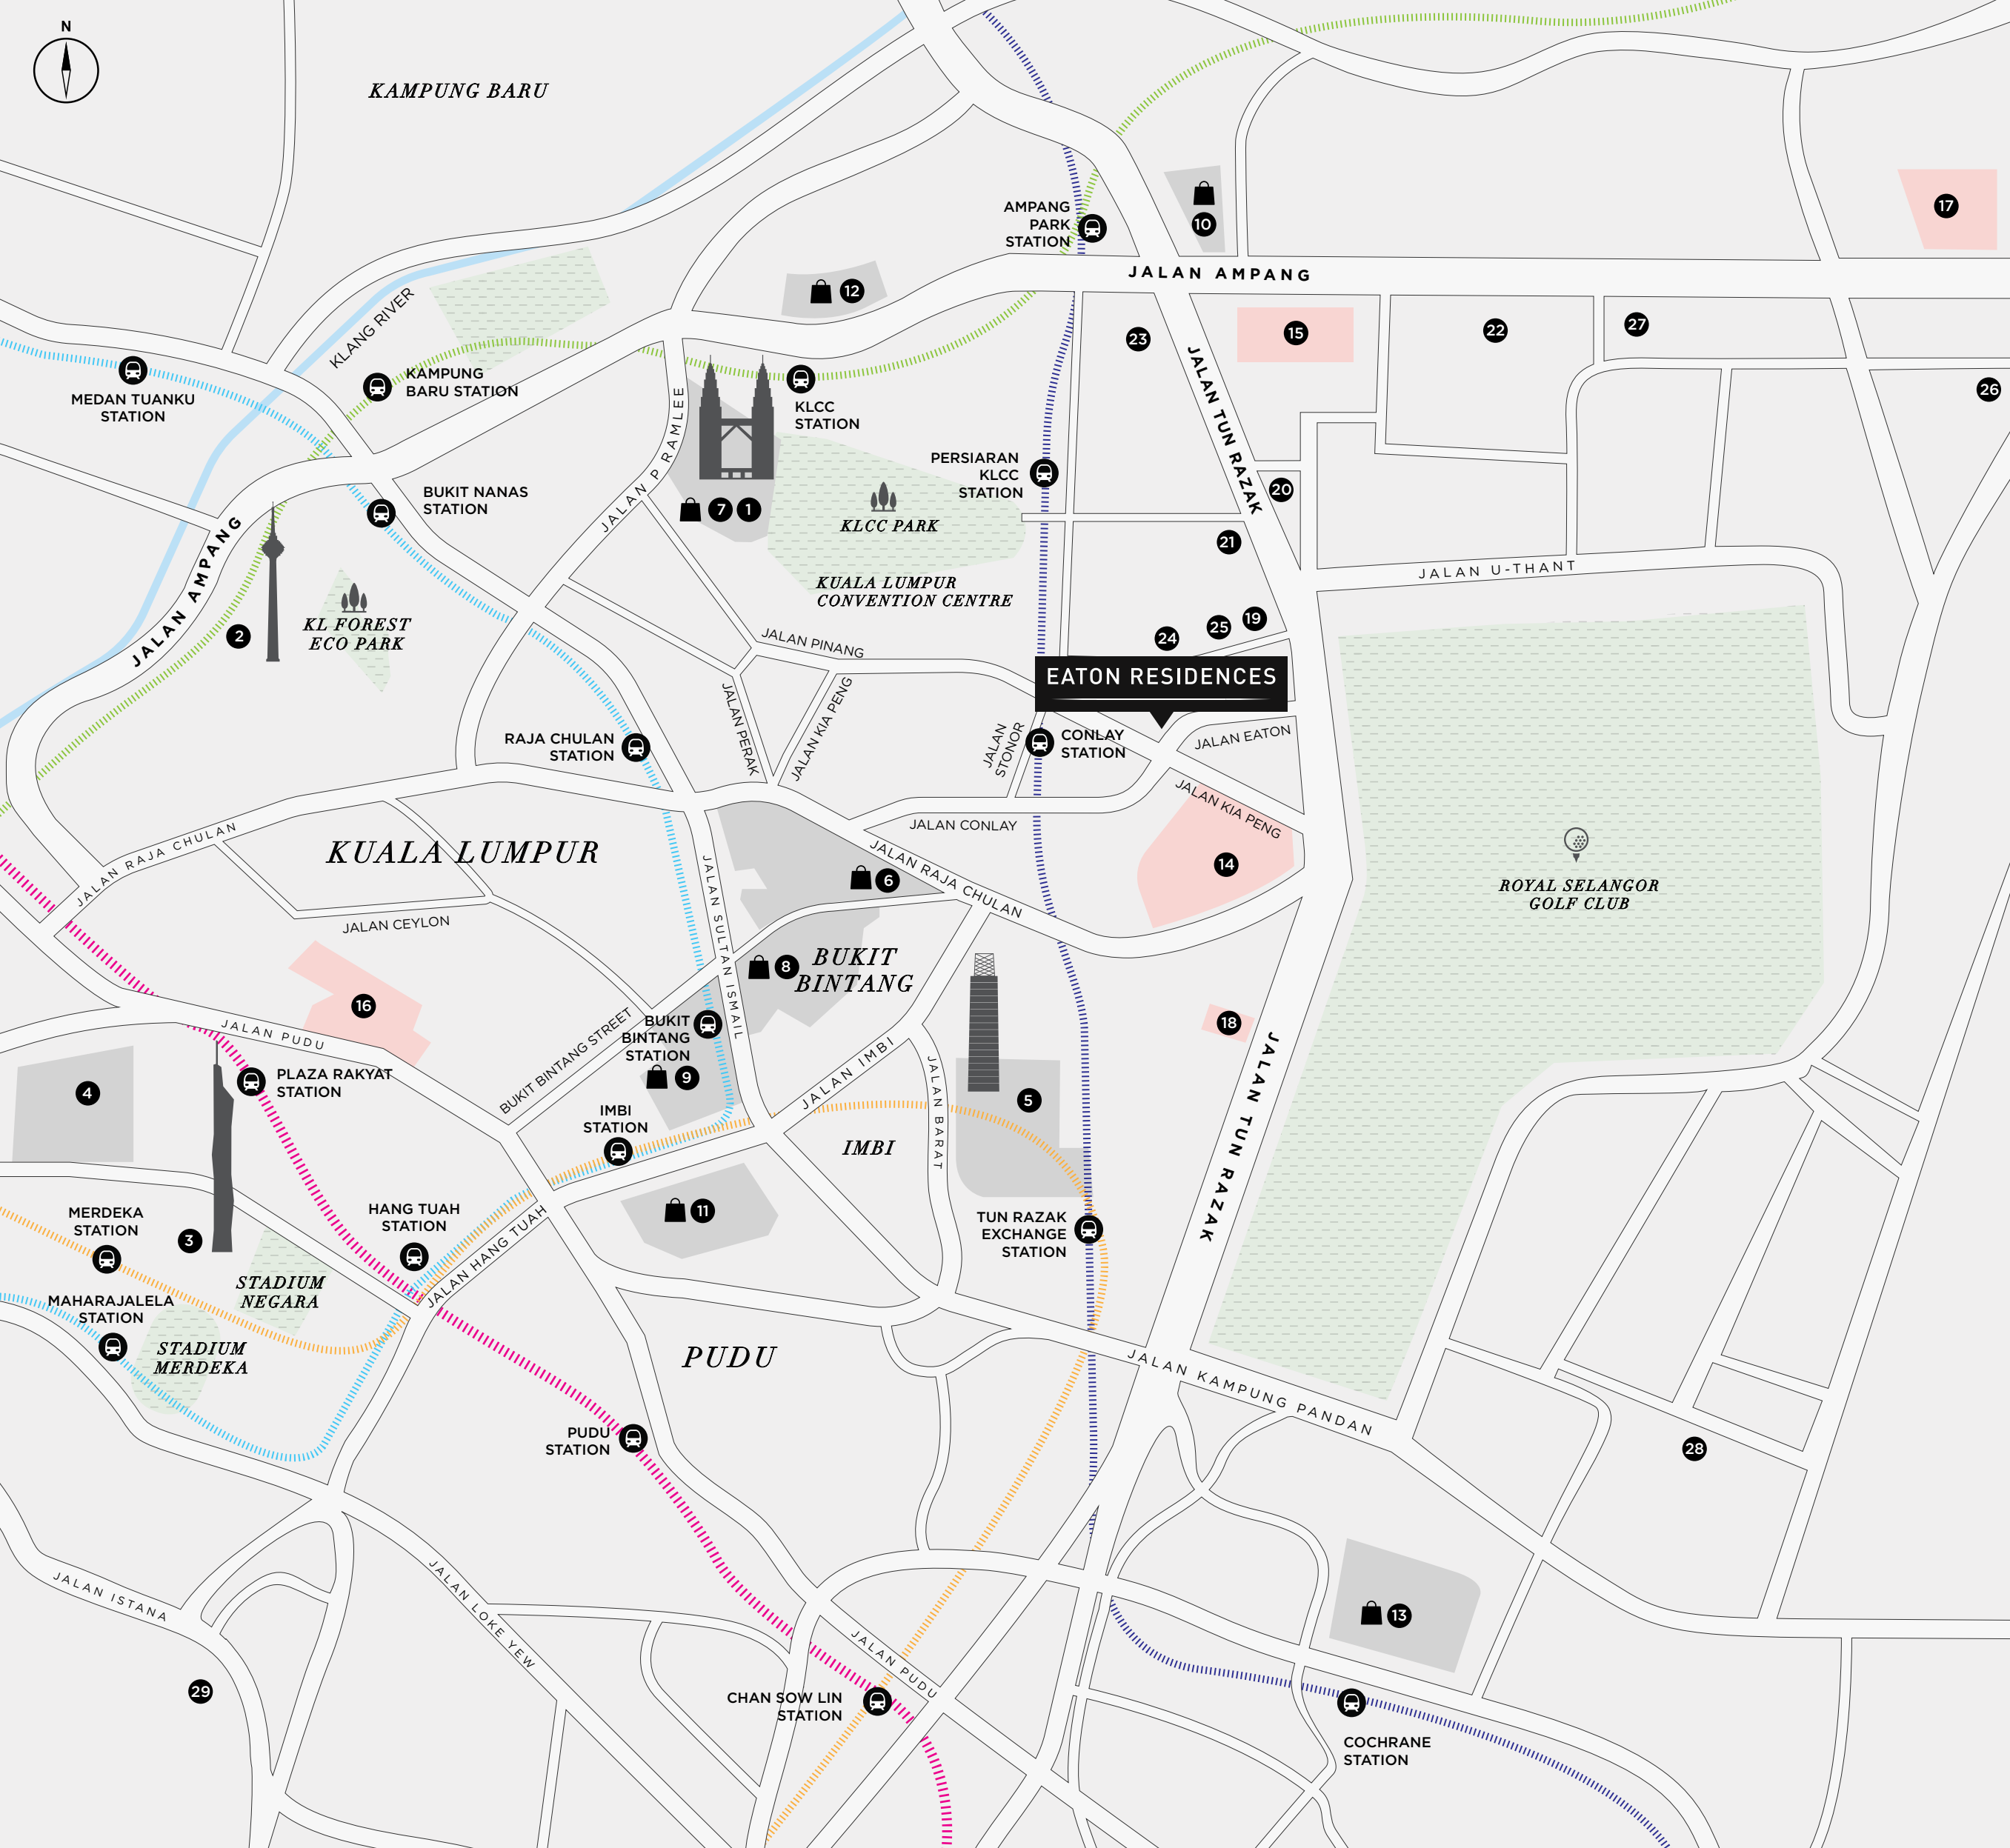 N
KAMPUNG BARU
17
AMPANG
PARK
STATION
10
JALAN AMPANG
12
KLANG RIVER
23
15
22
27
26
MEDAN TUANKU
STATION
KAMPUNG
BARU STATION
KLCC
STATION
JALAN P RAMLEE
JALAN TUN RAZAK
PERSIARAN
KLCC
STATION
20
BUKIT NANAS
STATION
7
1
KLCC PARK
21
JALAN AMPANG
JALAN U-THANT
KUALA LUMPUR
CONVENTION CENTRE
2
KL FOREST
ECO PARK
24
25
19
JALAN PINANG
EATON RESIDENCES
JALAN PERAK
JALAN KIA PENG
RAJA CHULAN
STATION
JALAN
STONOR
CONLAY
STATION
JALAN EATON
JALAN KIA PENG
JALAN CONLAY
JALAN RAJA CHULAN
KUALA LUMPUR
JALAN RAJA CHULAN
6
14
ROYAL SELANGOR
GOLF CLUB
JALAN CEYLON
JALAN SULTAN ISMAIL
8
BUKIT
BINTANG
16
18
JALAN PUDU
BUKIT BINTANG STREET
BUKIT
BINTANG
STATION
9
JALAN IMBI
JALAN BARAT
JALAN TUN RAZAK
4
PLAZA RAKYAT
STATION
5
IMBI
STATION
IMBI
11
MERDEKA
STATION
3
HANG TUAH
STATION
JALAN HANG TUAH
TUN RAZAK
EXCHANGE
STATION
STADIUM
NEGARA
MAHARAJALELA
STATION
STADIUM
MERDEKA
PUDU
JALAN KAMPUNG PANDAN
PUDU
STATION
28
JALAN ISTANA
JALAN LOKE YEW
13
JALAN PUDU
29
CHAN SOW LIN
STATION
COCHRANE
STATION